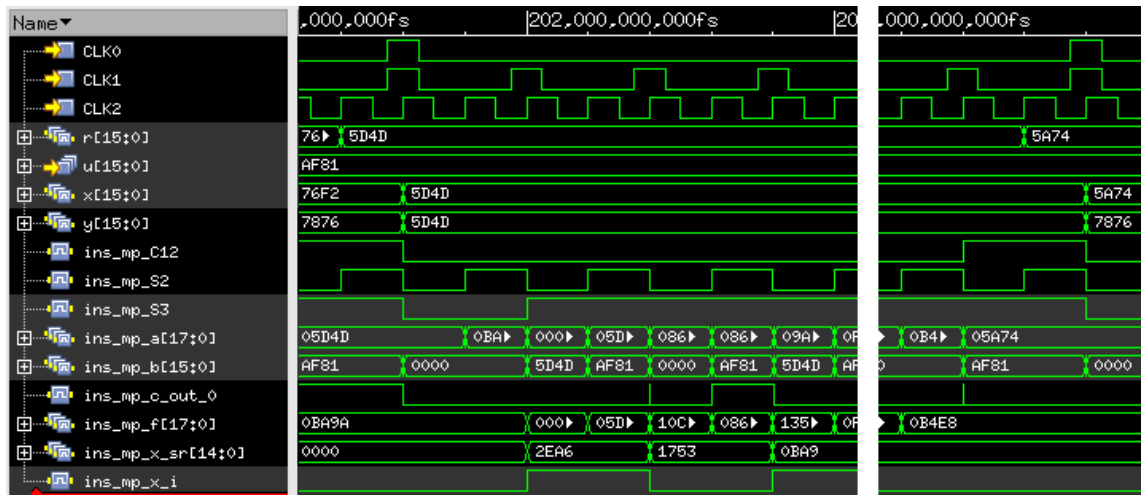 Name ,000,000fs 202,000,000,000fs 20 ,000,000,000fs
CLK0
CLK1
CLK2
r[15:0] 76 5D4D 5A74
u[15:0] AF81
x[15:0] 76F2 5D4D 5A74
y[15:0] 7876 5D4D 7876
ins_mp_C12
ins_mp_S2
ins_mp_S3
ins_mp_a[17:0] 05D4D 0BA 000 05D 086 086 09A 0F 0B4 05A74
ins_mp_b[15:0] AF81 0000 5D4D AF81 0000 AF81 5D4D AF AF81 0000
ins_mp_c_out_0
ins_mp_f[17:0] 0BA9A 000 05D 10C 086 135 0F 0B4E8
ins_mp_x_sr[14:0] 0000 2EA6 1753 0BA9
ins_mp_x_i